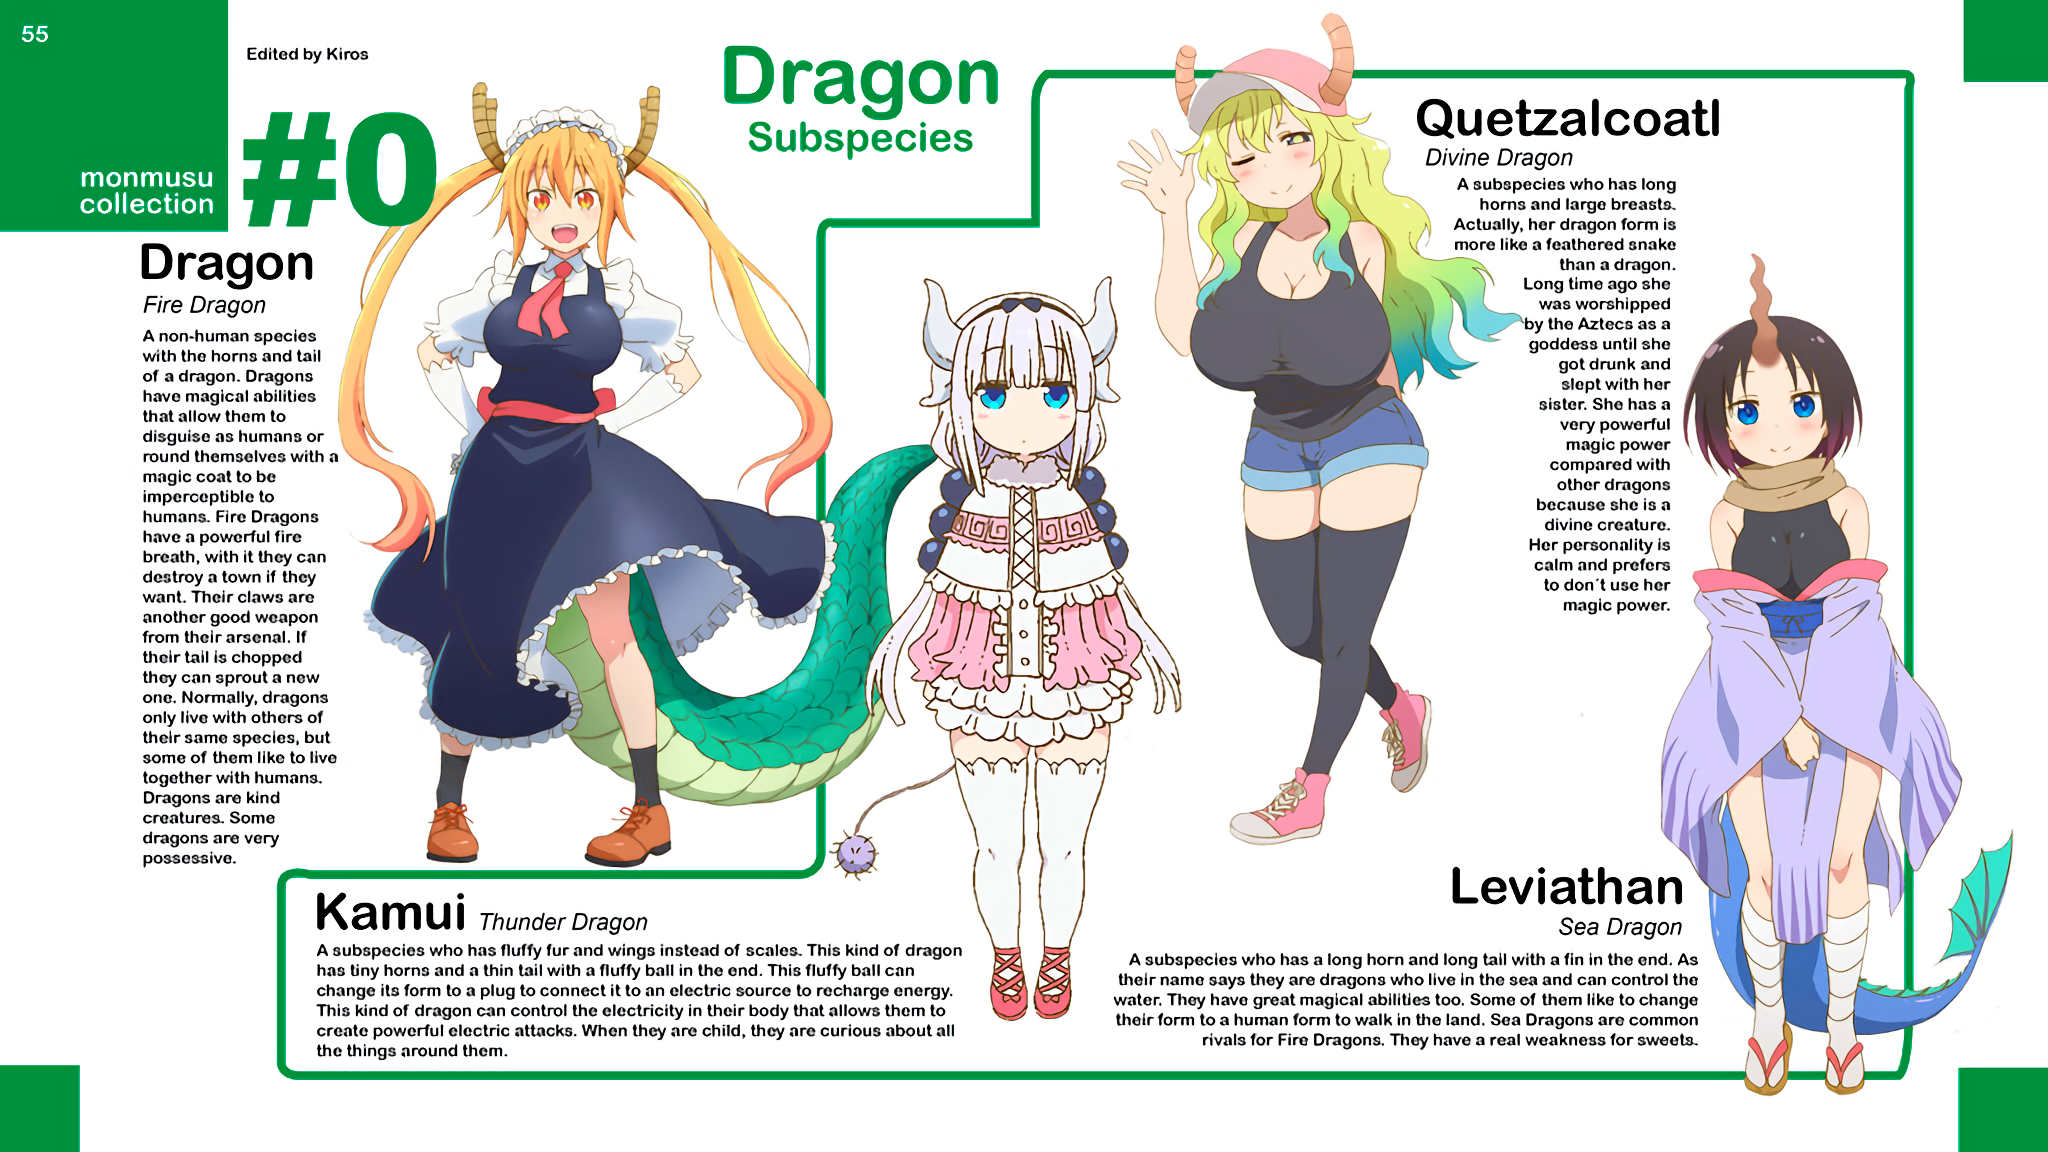 55
Edited by Kiros
monmusu
collection
#0
Dragon
Subspecies
Dragon
Fire Dragon
A non-human species
with the horns and tail
of a dragon. Dragons
have magical abilities
that allow them to
disguise as humans or
round themselves with a
magic coat to be
imperceptible to
humans. Fire Dragons
have a powerful fire
breath, with it they can
destroy a town if they
want. Their claws are
another good weapon
from their arsenal. If
their tail is chopped
they can sprout a new
one. Normally, dragons
only live with others of
their same species, but
some of them like to live
together with humans.
Dragons are kind
creatures. Some
dragons are very
possessive.
Kamui Thunder Dragon
A subspecies who has fluffy fur and wings instead of scales. This kind of dragon
has tiny horns and a thin tail with a fluffy ball in the end. This fluffy ball can
change its form to a plug to connect it to an electric source to recharge energy.
This kind of dragon can control the electricity in their body that allows them to
create powerful electric attacks. When they are child, they are curious about all
the things around them.
Quetzalcoatl
Divine Dragon
A subspecies who has long
horns and large breasts.
Actually, her dragon form is
more like a feathered snake
than a dragon.
Long time ago she
was worshipped
by the Aztecs as a
goddess until she
got drunk and
slept with her
sister. She has a
very powerful
magic power
compared with
other dragons
because she is a
divine creature.
Her personality is
calm and prefers
to don´t use her
magic power.
Leviathan
Sea Dragon
A subspecies who has a long horn and long tail with a fin in the end. As
their name says they are dragons who live in the sea and can control the
water. They have great magical abilities too. Some of them like to change
their form to a human form to walk in the land. Sea Dragons are common
rivals for Fire Dragons. They have a real weakness for sweets.